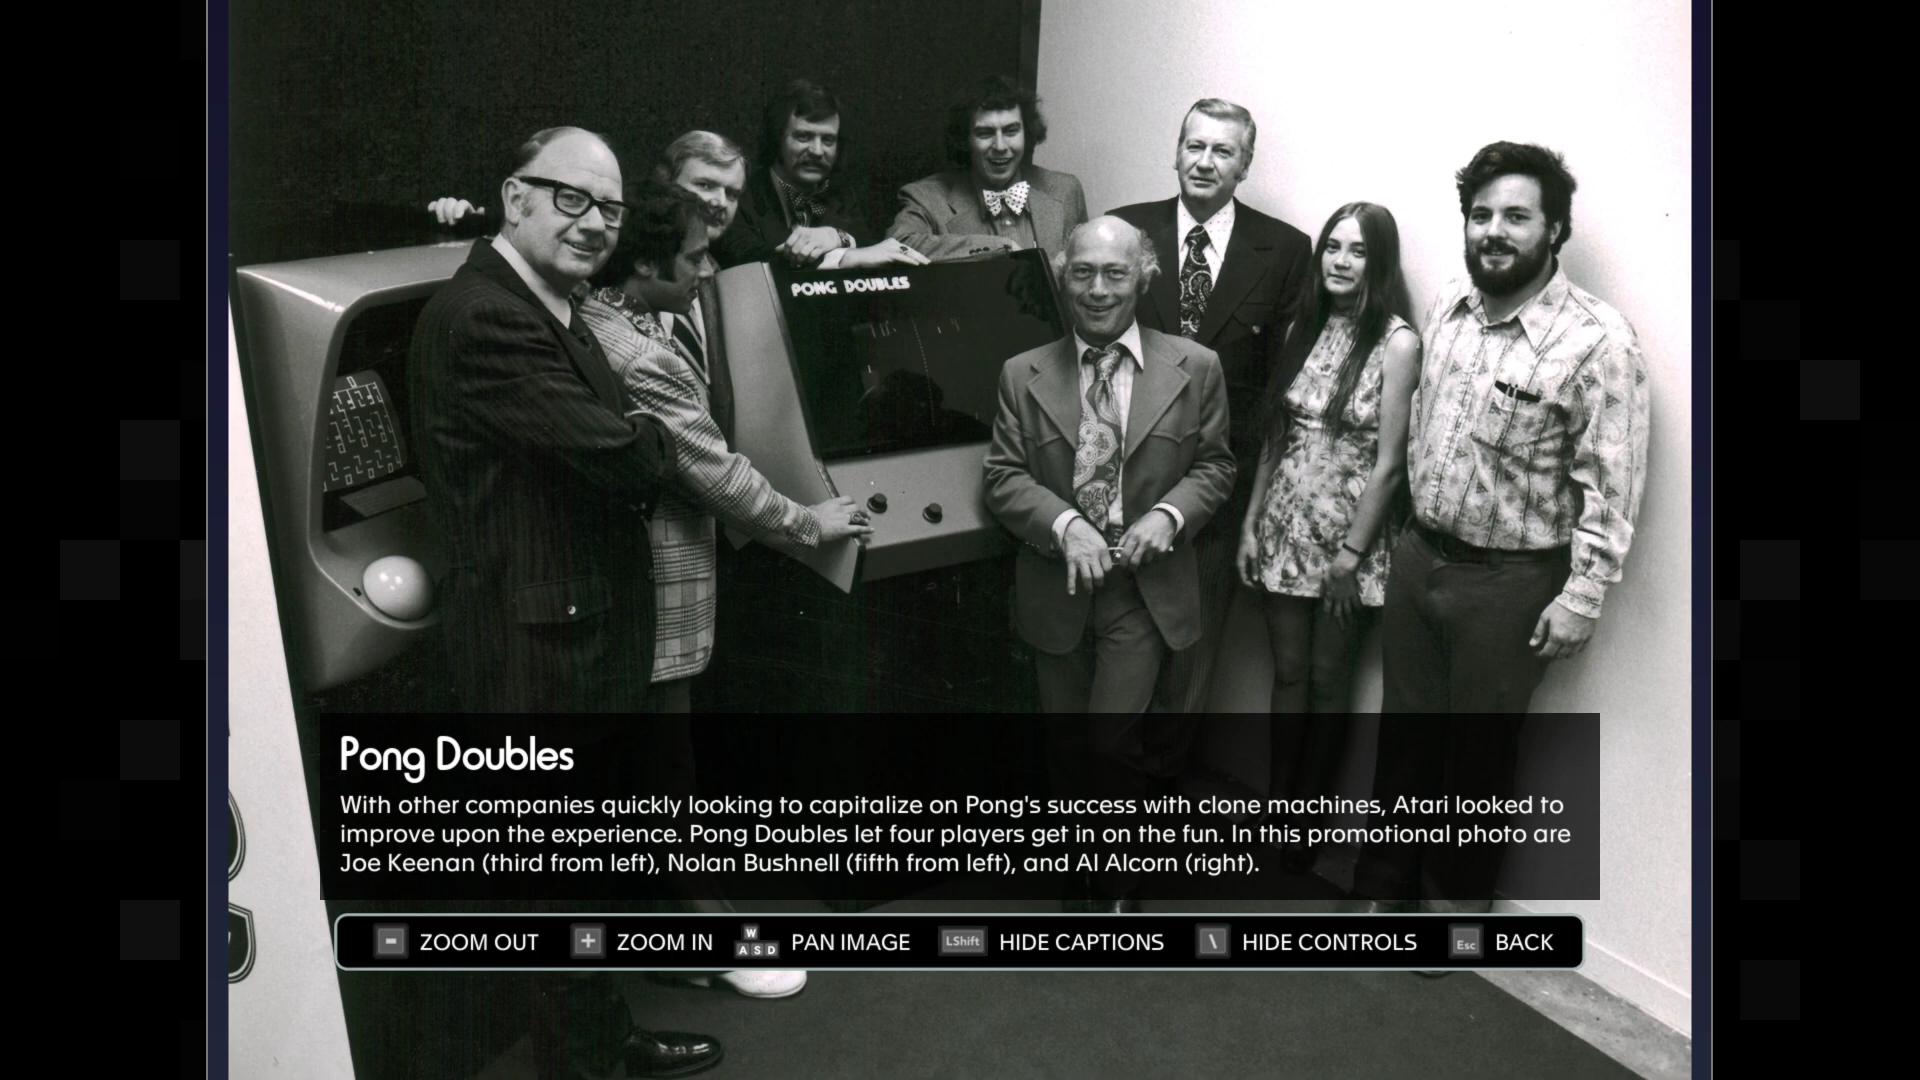 PONG DOUBLES
Pong Doubles
With other companies quickly looking to capitalize on Pong's success with clone machines, Atari looked to
improve upon the experience. Pong Doubles let four players get in on the fun. In this promotional photo are
Joe Keenan (third from left), Nolan Bushnell (fifth from left), and Al Alcorn (right).
- ZOOM OUT + ZOOM IN W A S D PAN IMAGE LShift HIDE CAPTIONS \ HIDE CONTROLS Esc BACK